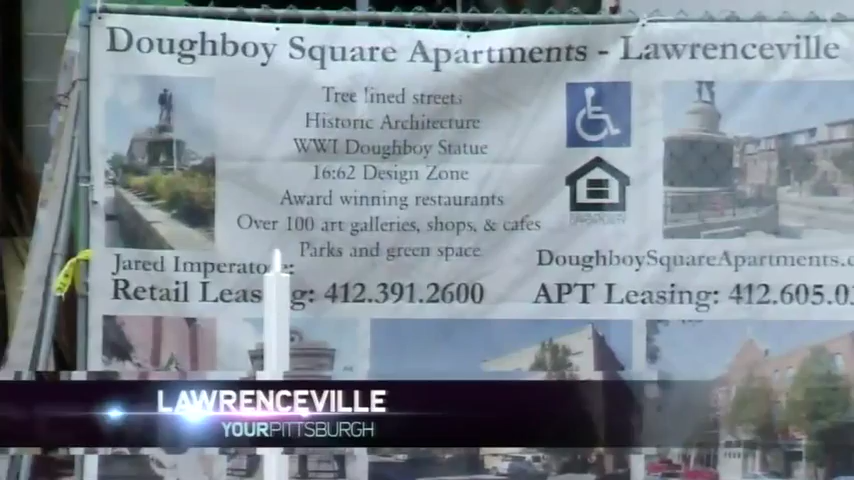 Doughboy Square Apartments - Lawrenceville
Tree lined streets
Historic Architecture
WWI Doughboy Statue
16:62 Design Zone
Award winning restaurants
Over 100 art galleries, shops, & cafes
Parks and green space
Jared Imperatore:
Retail Leasing: 412.391.2600
DoughboySquareApartments.c
APT Leasing: 412.605.0
LAWRENCEVILLE
YOURPITTSBURGH